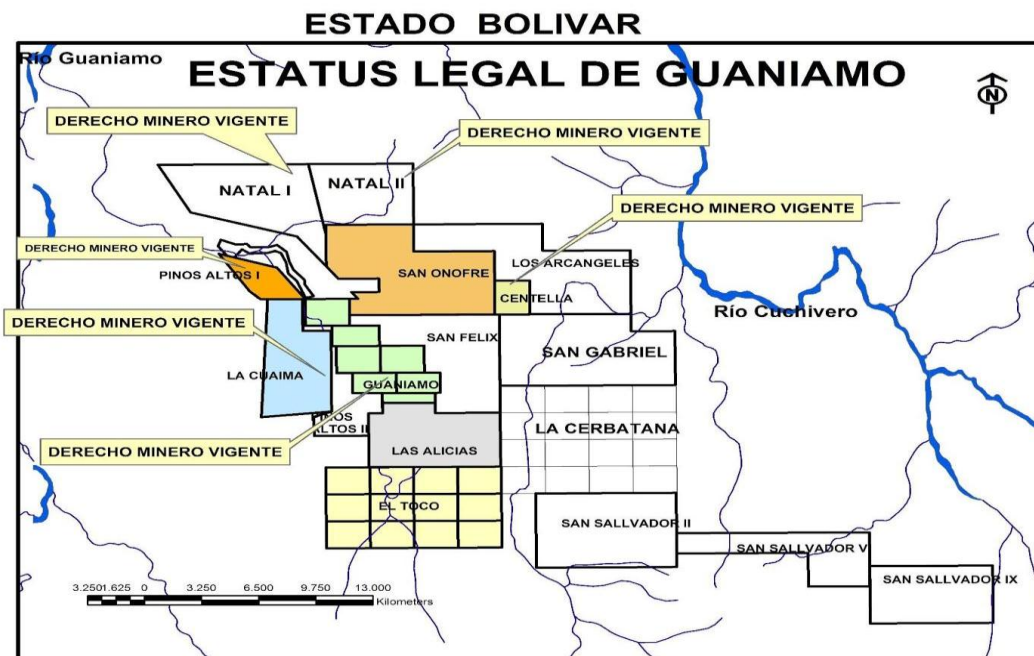 ESTADO BOLIVAR
Río Guaniamo
ESTATUS LEGAL DE GUANIAMO
N
DERECHO MINERO VIGENTE
DERECHO MINERO VIGENTE
NATAL I
NATAL II
DERECHO MINERO VIGENTE
DERECHO MINERO VIGENTE
PINOS ALTOS I
SAN ONOFRE
LOS ARCANGELES
CENTELLA
Río Cuchivero
DERECHO MINERO VIGENTE
SAN FELIX
SAN GABRIEL
LA CUAIMA
GUANIAMO
PINOS
ALTOS II
LA CERBATANA
DERECHO MINERO VIGENTE
LAS ALICIAS
EL TOCO
SAN SALLVADOR II
SAN SALLVADOR V
SAN SALLVADOR IX
3.2501.625 0 3.250 6.500 9.750 13.000
Kilometers